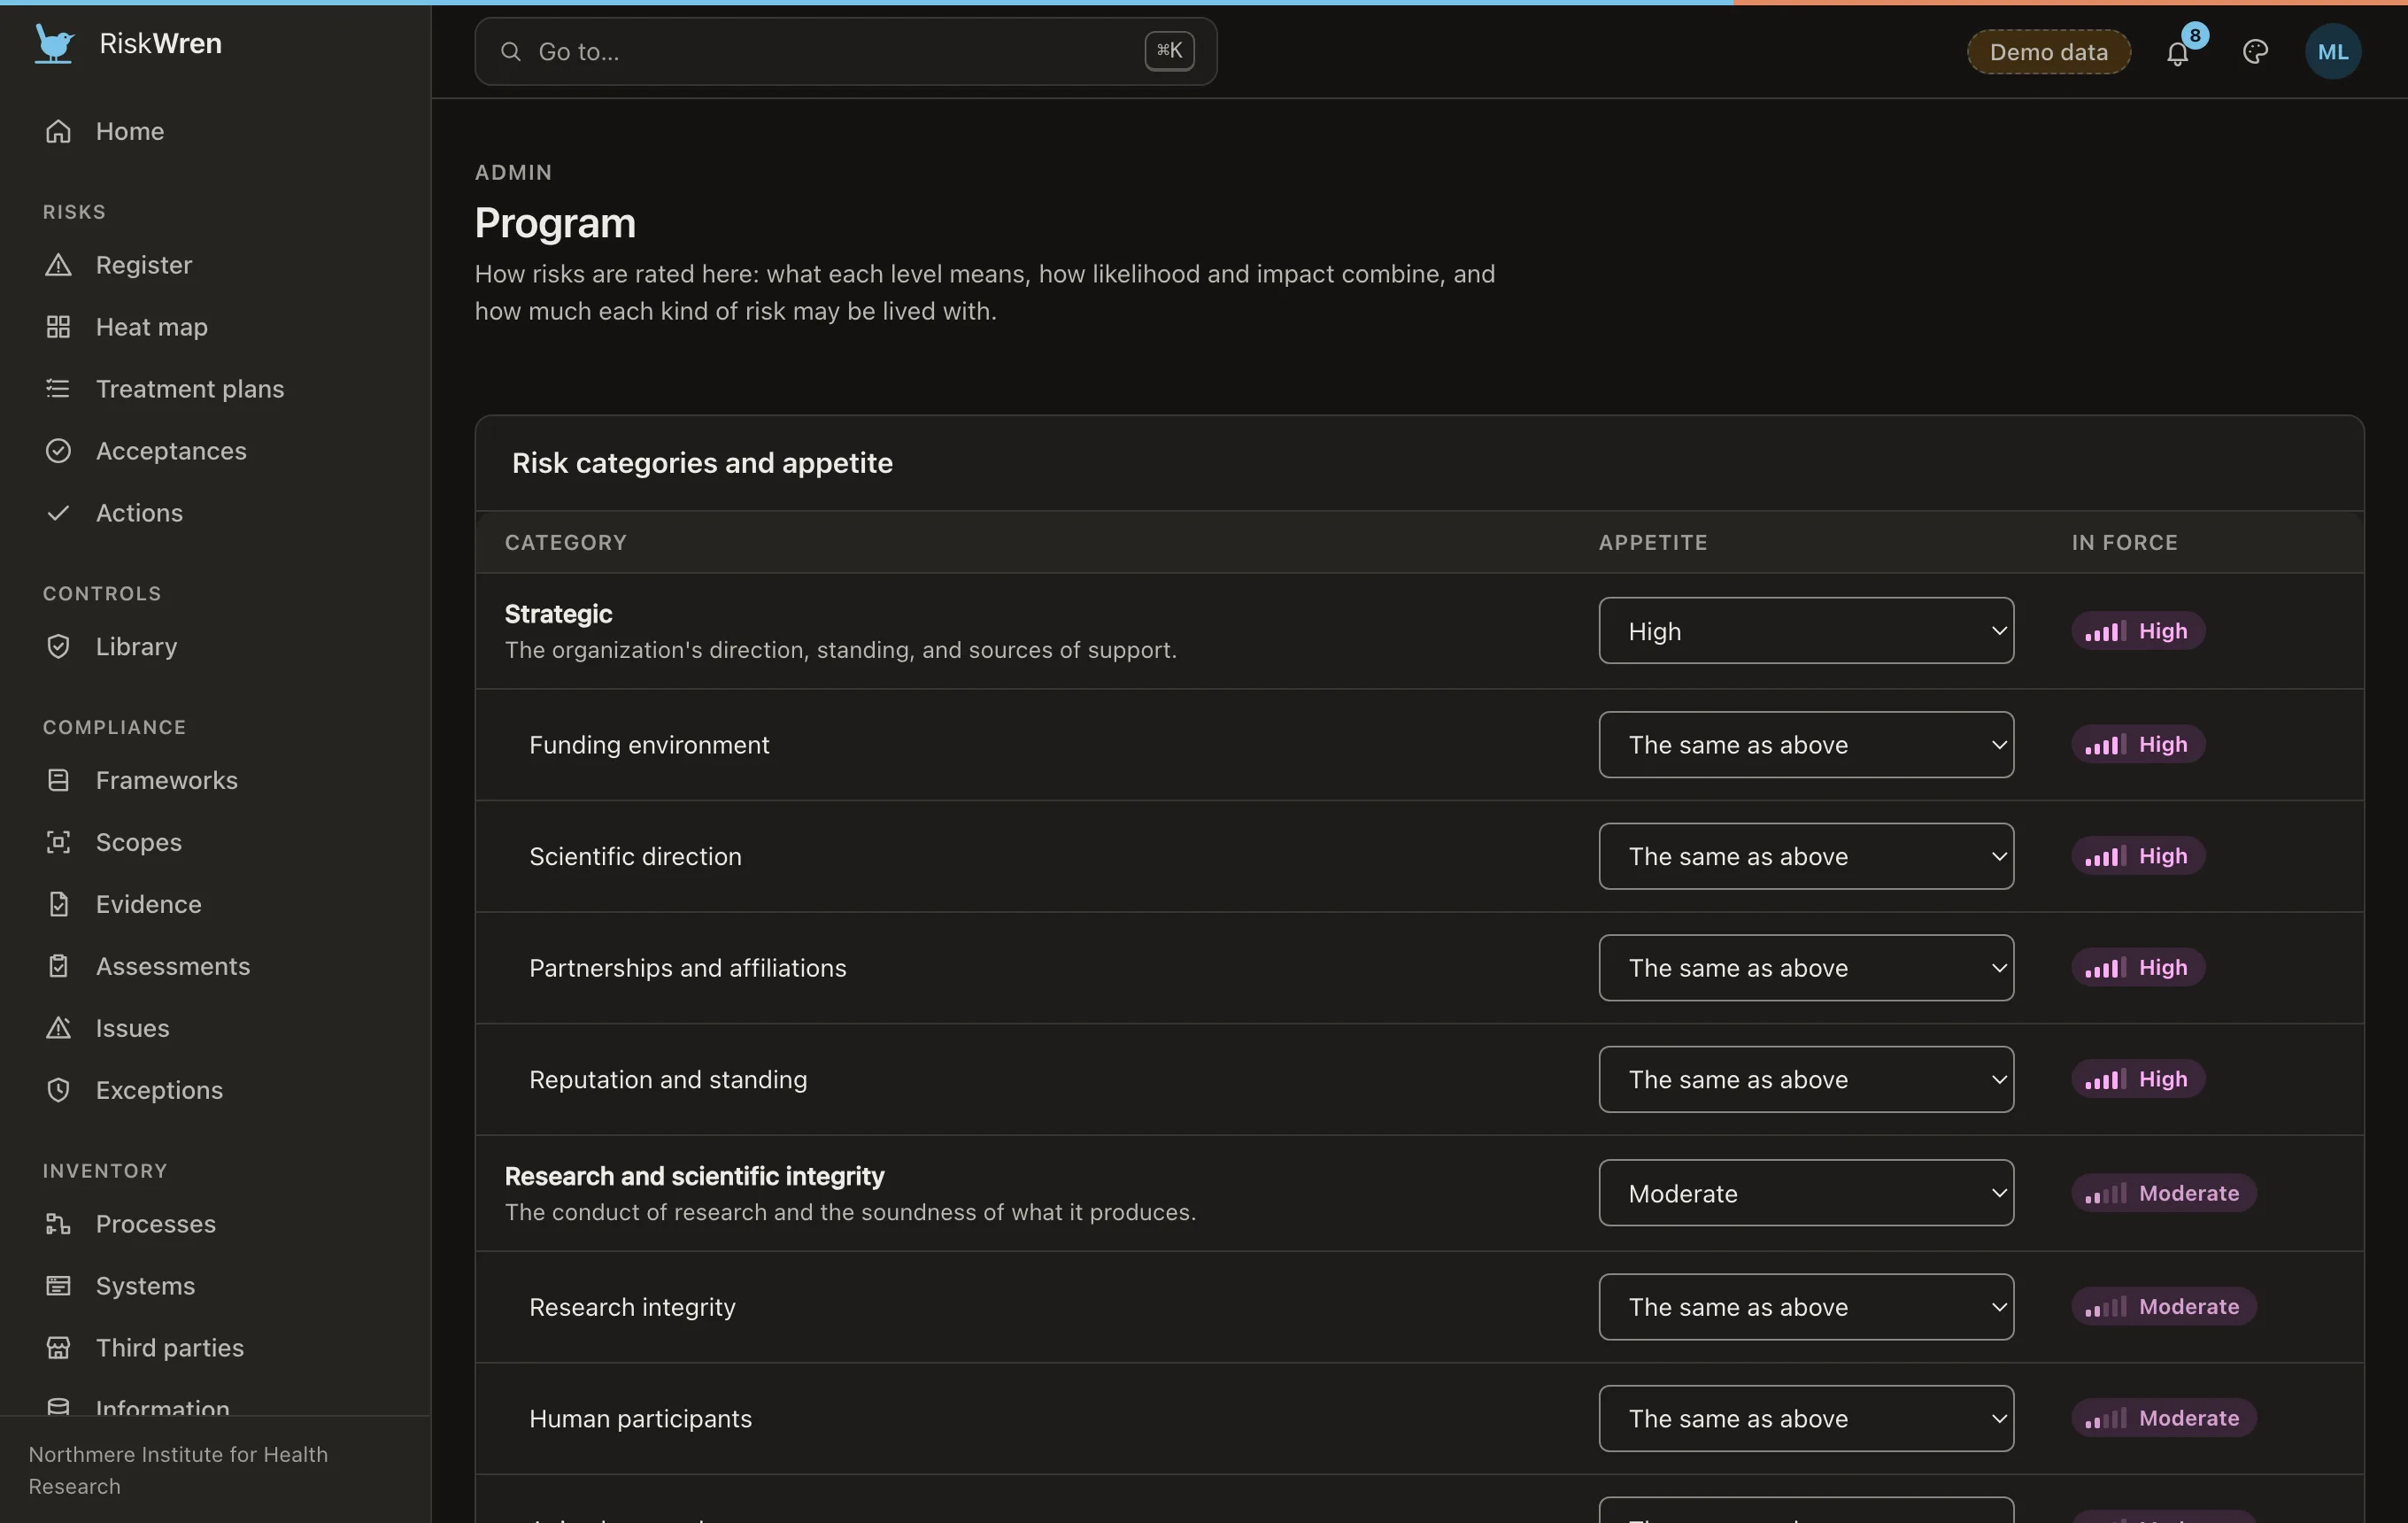 RiskWren
Go to...
⌘K
Demo data
8
ML
Home
RISKS
Register
Heat map
Treatment plans
Acceptances
Actions
CONTROLS
Library
COMPLIANCE
Frameworks
Scopes
Evidence
Assessments
Issues
Exceptions
INVENTORY
Processes
Systems
Third parties
Information
Northmere Institute for Health
Research
ADMIN
Program
How risks are rated here: what each level means, how likelihood and impact combine, and
how much each kind of risk may be lived with.
Risk categories and appetite
CATEGORY APPETITE IN FORCE
Strategic
The organization's direction, standing, and sources of support.
High High
Funding environment The same as above High
Scientific direction The same as above High
Partnerships and affiliations The same as above High
Reputation and standing The same as above High
Research and scientific integrity
The conduct of research and the soundness of what it produces.
Moderate Moderate
Research integrity The same as above Moderate
Human participants The same as above Moderate